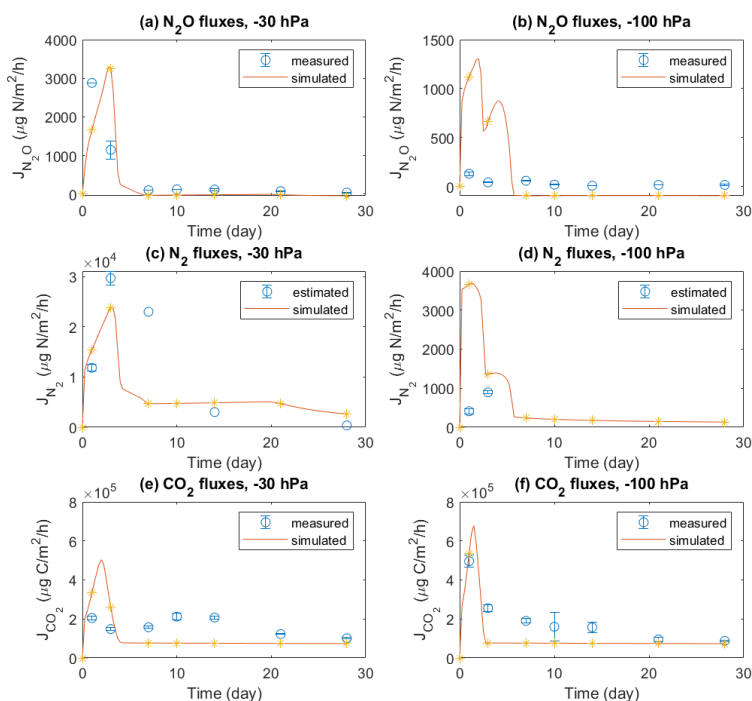 (a) N₂O fluxes, -30 hPa
J_N₂O (μg N/m²/h)
4000
3000
2000
1000
0
measured
simulated
0 10 20 30
Time (day)
(b) N₂O fluxes, -100 hPa
J_N₂O (μg N/m²/h)
1500
1000
500
0
measured
simulated
0 10 20 30
Time (day)
(c) N₂ fluxes, -30 hPa
× 10⁴
J_N₂ (μg N/m²/h)
3
2
1
0
estimated
simulated
0 10 20 30
Time (day)
(d) N₂ fluxes, -100 hPa
J_N₂ (μg N/m²/h)
4000
3000
2000
1000
0
estimated
simulated
0 10 20 30
Time (day)
(e) CO₂ fluxes, -30 hPa
× 10⁵
J_CO₂ (μg C/m²/h)
8
6
4
2
0
measured
simulated
0 10 20 30
Time (day)
(f) CO₂ fluxes, -100 hPa
× 10⁵
J_CO₂ (μg C/m²/h)
8
6
4
2
0
measured
simulated
0 10 20 30
Time (day)